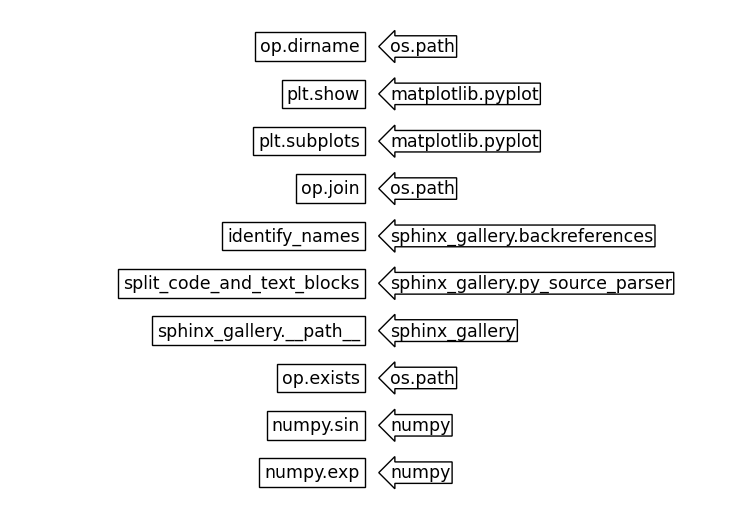 op.dirname os.path
plt.show matplotlib.pyplot
plt.subplots matplotlib.pyplot
op.join os.path
identify_names sphinx_gallery.backreferences
split_code_and_text_blocks sphinx_gallery.py_source_parser
sphinx_gallery.__path__ sphinx_gallery
op.exists os.path
numpy.sin numpy
numpy.exp numpy